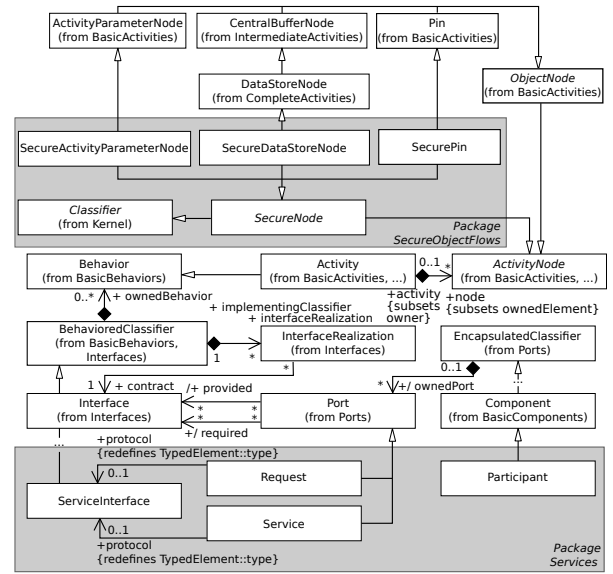 ActivityParameterNode
(from BasicActivities)
CentralBufferNode
(from IntermediateActivities)
Pin
(from BasicActivities)
DataStoreNode
(from CompleteActivities)
ObjectNode
(from BasicActivities)
SecureActivityParameterNode
SecureDataStoreNode
SecurePin
Classifier
(from Kernel)
SecureNode
Package
SecureObjectFlows
Behavior
(from BasicBehaviors)
Activity
(from BasicActivities, ...)
0..1
*
ActivityNode
(from BasicActivities, ...)
0..*
+ ownedBehavior
+activity
{subsets
owner}
+node
{subsets ownedElement}
+ implementingClassifier
+ interfaceRealization
BehavioredClassifier
(from BasicBehaviors,
Interfaces)
1
*
InterfaceRealization
(from Interfaces)
EncapsulatedClassifier
(from Ports)
*
0..1
...
1
+ contract
/+ provided
*
+/ ownedPort
Interface
(from Interfaces)
*
*
*
*
Port
(from Ports)
Component
(from BasicComponents)
+/ required
...
+protocol
{redefines TypedElement::type}
0..1
Request
Participant
ServiceInterface
Service
0..1
+protocol
{redefines TypedElement::type}
Package
Services